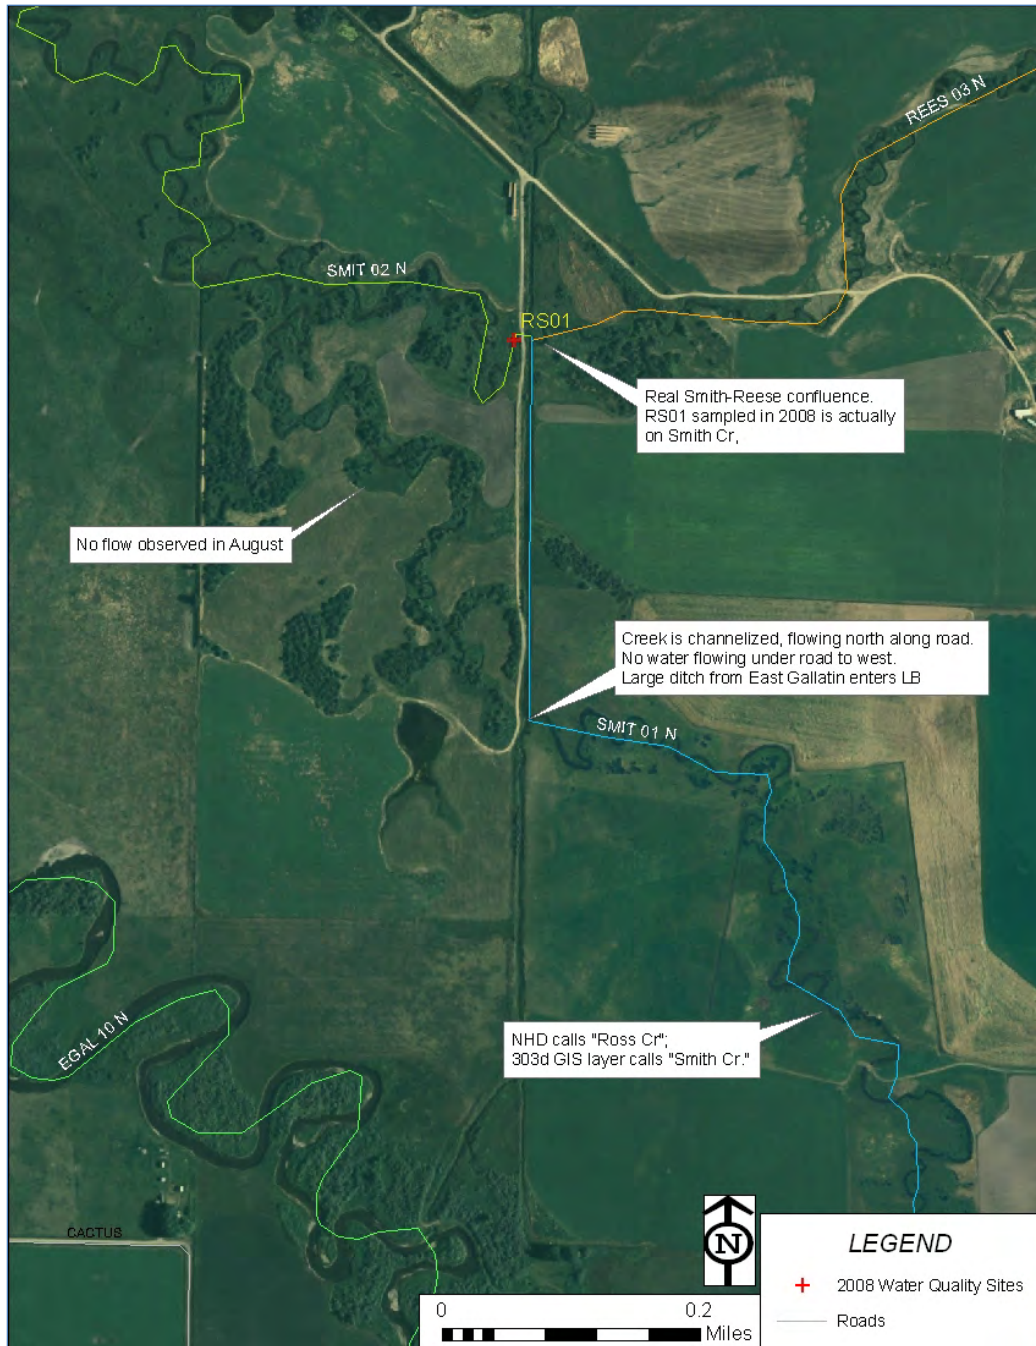 REES 03 N
SMIT 02 N
RS01
Real Smith-Reese confluence.
RS01 sampled in 2008 is actually
on Smith Cr,
No flow observed in August
Creek is channelized, flowing north along road.
No water flowing under road to west.
Large ditch from East Gallatin enters LB
SMIT 01 N
EGAL 10 N
NHD calls "Ross Cr";
303d GIS layer calls "Smith Cr."
CACTUS
N
LEGEND
2008 Water Quality Sites
Roads
0 0.2
Miles